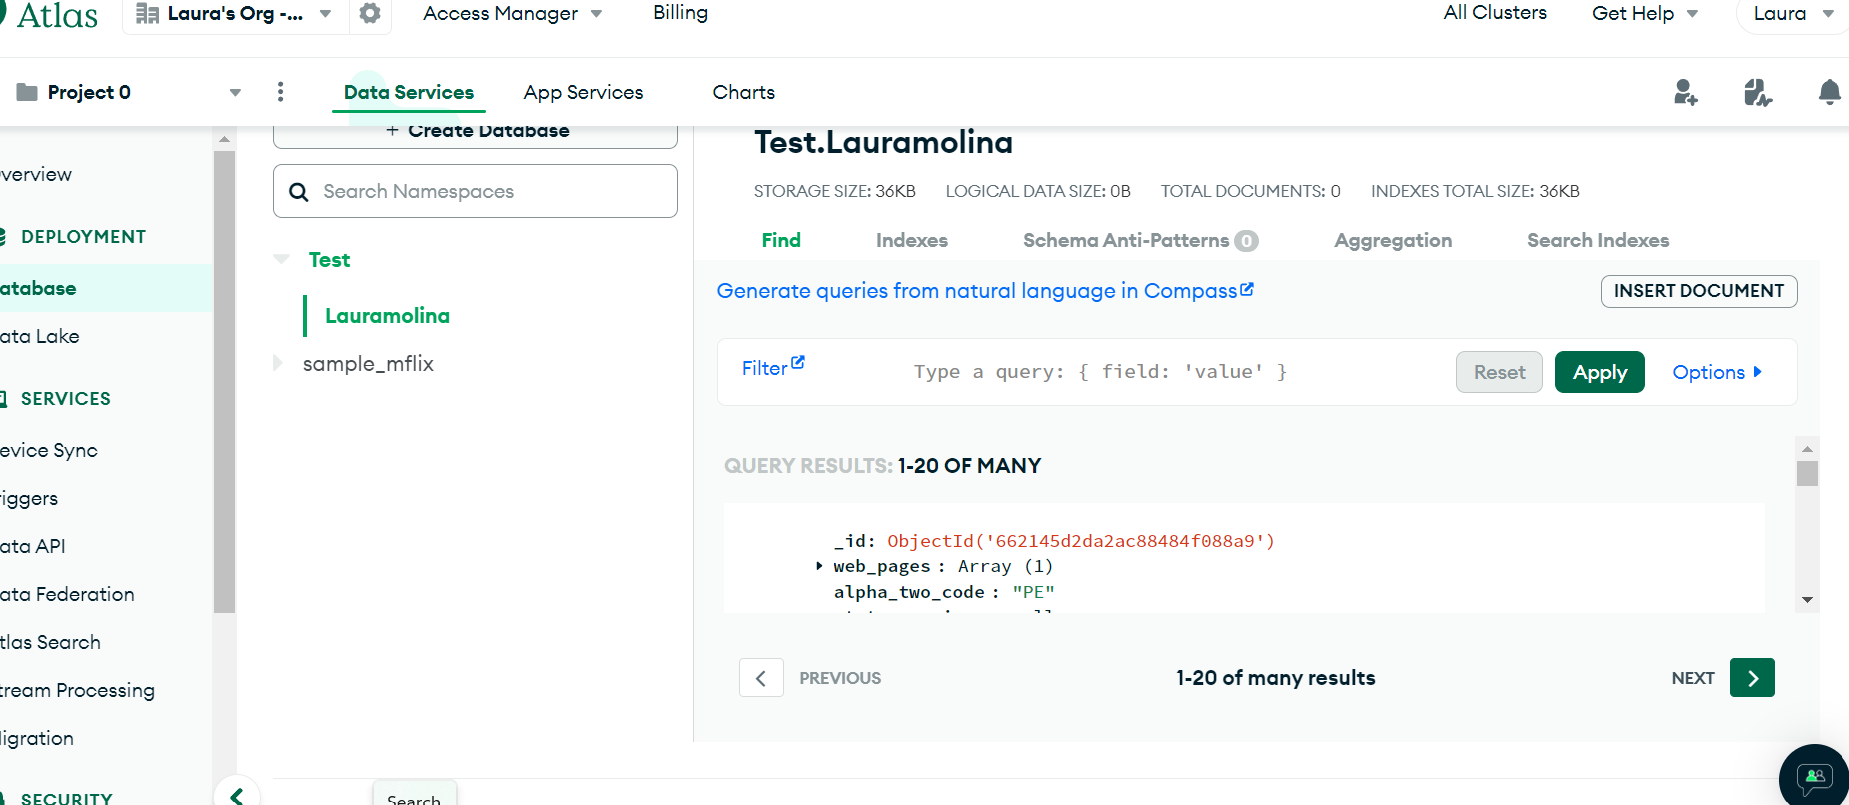 Atlas
Laura's Org -...
Access Manager
Billing
All Clusters
Get Help
Laura
Project 0
Data Services
App Services
Charts
verview
DEPLOYMENT
atabase
ata Lake
SERVICES
evice Sync
iggers
ata API
ata Federation
tlas Search
tream Processing
igration
SECURITY
+ Create Database
Search Namespaces
Test
Lauramolina
sample_mflix
Search
Test.Lauramolina
STORAGE SIZE: 36KB LOGICAL DATA SIZE: 0B TOTAL DOCUMENTS: 0 INDEXES TOTAL SIZE: 36KB
Find Indexes Schema Anti-Patterns 0 Aggregation Search Indexes
Generate queries from natural language in Compass
INSERT DOCUMENT
Filter
Type a query: { field: 'value' }
Reset
Apply
Options
QUERY RESULTS: 1-20 OF MANY
_id: ObjectId('662145d2da2ac88484f088a9')
web_pages : Array (1)
alpha_two_code : "PE"
PREVIOUS
1-20 of many results
NEXT